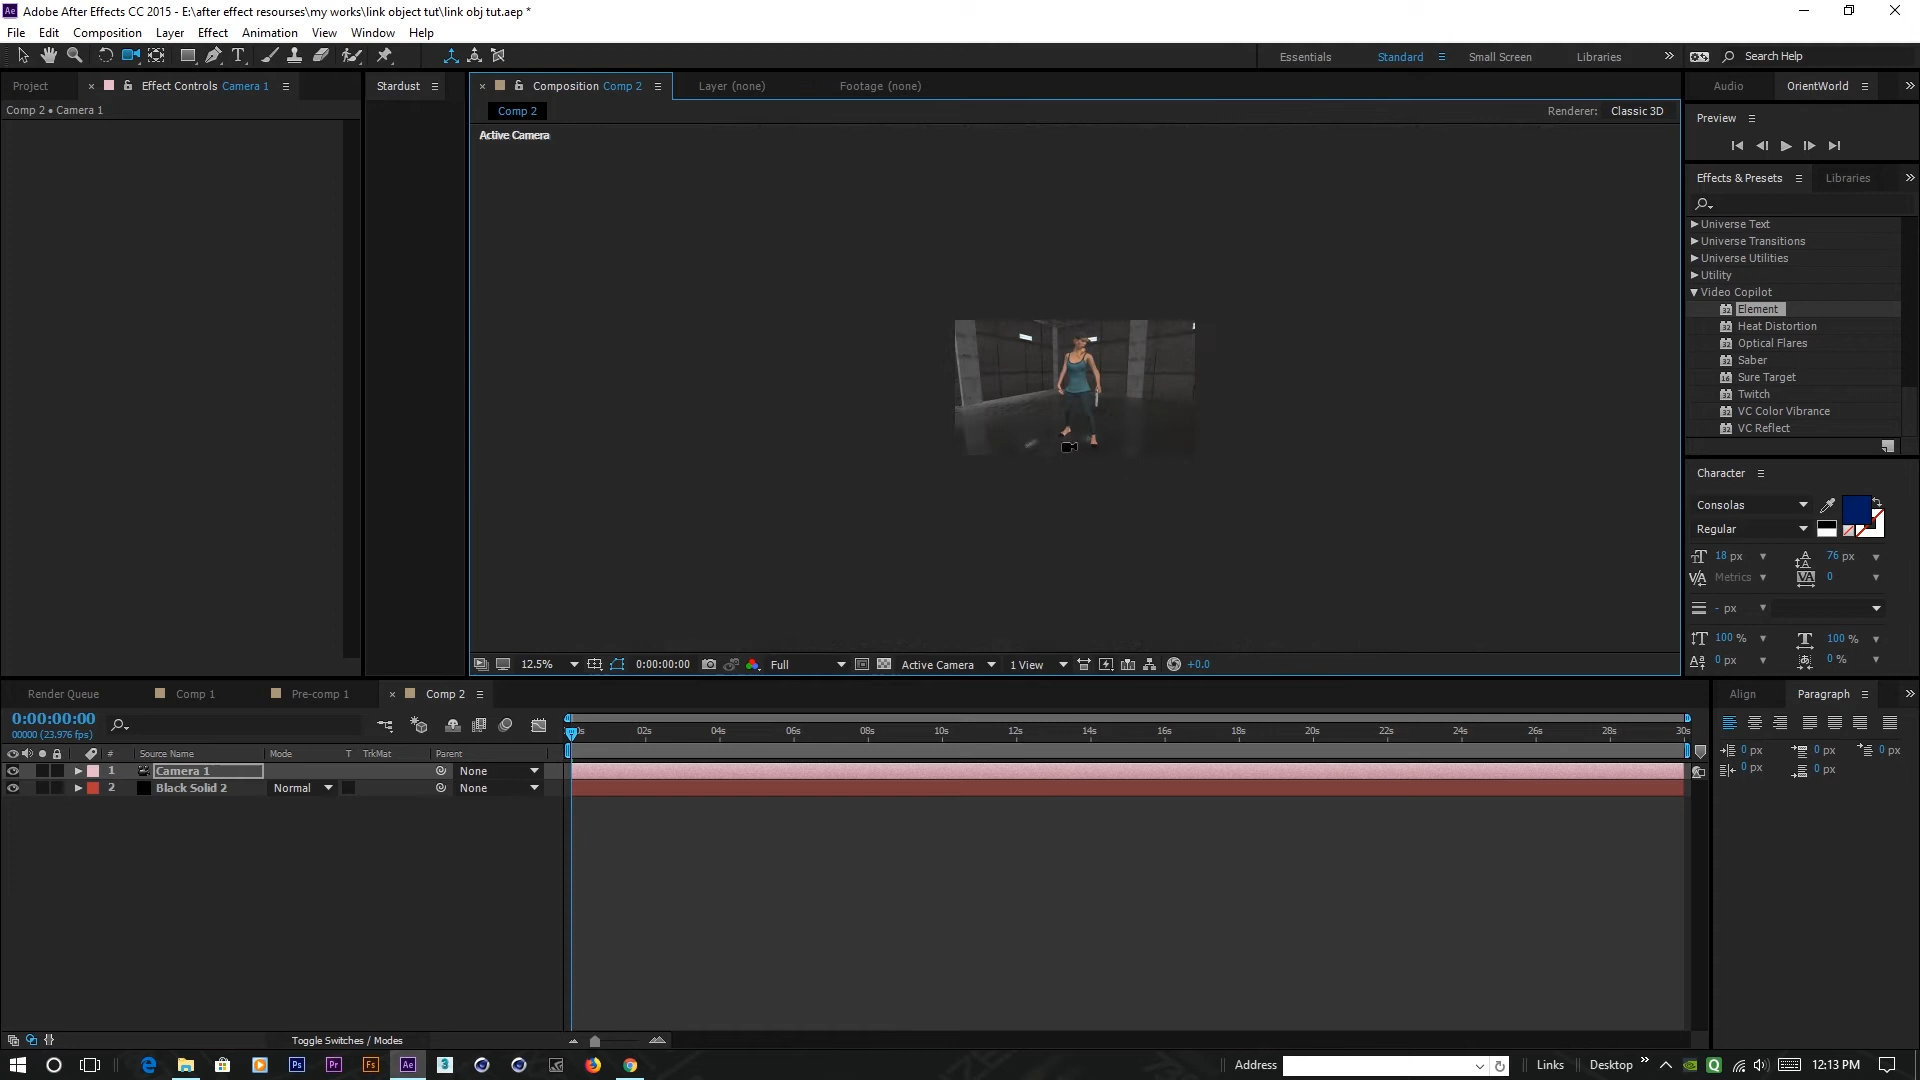 Adobe After Effects CC 2015 - E:\after effect resourses\my works\link object tut\link obj tut.aep *
File Edit Composition Layer Effect Animation View Window Help
Essentials Standard Small Screen Libraries Search Help
Project Effect Controls Camera 1 Stardust Composition Comp 2 Layer (none) Footage (none) Audio OrientWorld
Comp 2 • Camera 1
Comp 2 Renderer: Classic 3D
Active Camera
Preview
Effects & Presets Libraries
Universe Text
Universe Transitions
Universe Utilities
Utility
Video Copilot
Element
Heat Distortion
Optical Flares
Saber
Sure Target
Twitch
VC Color Vibrance
VC Reflect
Character
Consolas
Regular
18 px 76 px
Metrics 0
- px
100 % 100 %
0 px 0 %
12.5% 0:00:00:00 Full Active Camera 1 View +0.0
Render Queue Comp 1 Pre-comp 1 Comp 2 Align Paragraph
0:00:00:00
00000 (23.976 fps)
02s 04s 06s 08s 10s 12s 14s 16s 18s 20s 22s 24s 26s 28s 30s
# Source Name Mode T TrkMat Parent
1 Camera 1 None
2 Black Solid 2 Normal None
0 px 0 px 0 px
0 px 0 px
Toggle Switches / Modes
Address Links Desktop 12:13 PM